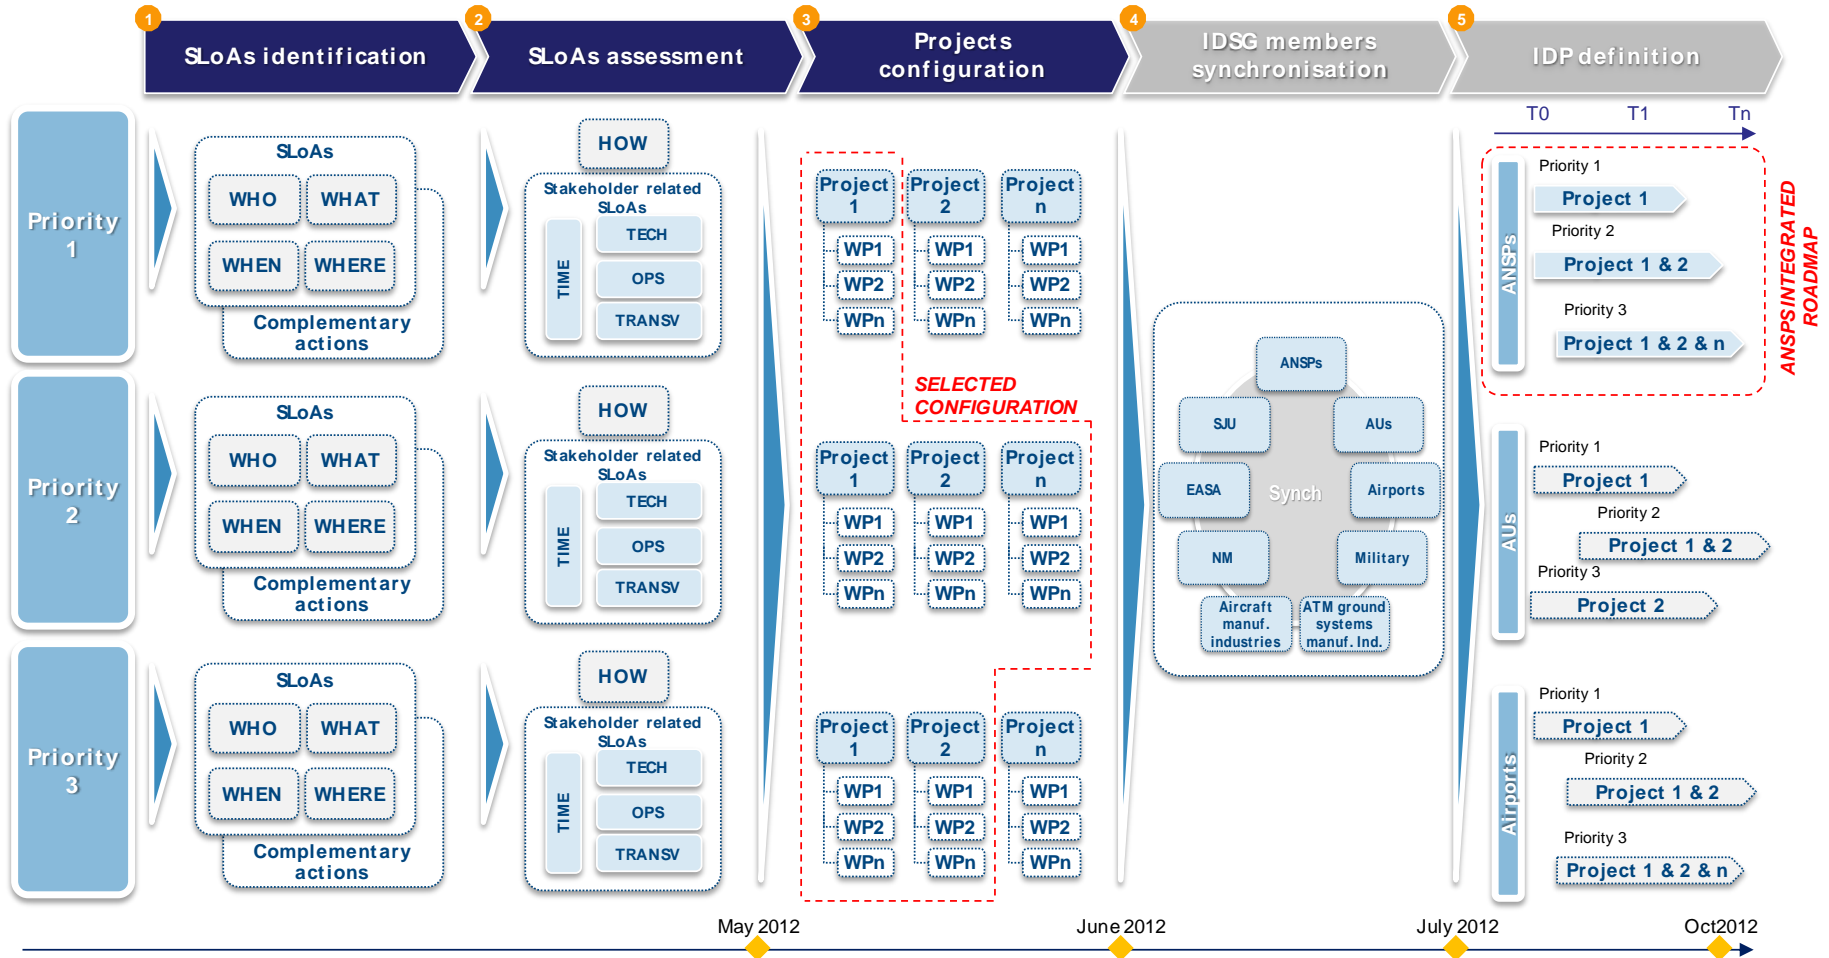 1
2
3
4
5
SLoAs identification
SLoAs assessment
Projects
configuration
IDSG members
synchronisation
IDP definition
T0
T1
Tn
Priority
1
SLoAs
WHO
WHAT
WHEN
WHERE
Complementary
actions
HOW
Stakeholder related
SLoAs
TIME
TECH
OPS
TRANSV
Project
1
WP1
WP2
WPn
Project
2
WP1
WP2
WPn
Project
n
WP1
WP2
WPn
Priority
2
SLoAs
WHO
WHAT
WHEN
WHERE
Complementary
actions
HOW
Stakeholder related
SLoAs
TIME
TECH
OPS
TRANSV
SELECTED
CONFIGURATION
Project
1
WP1
WP2
WPn
Project
2
WP1
WP2
WPn
Project
n
WP1
WP2
WPn
Priority
3
SLoAs
WHO
WHAT
WHEN
WHERE
Complementary
actions
HOW
Stakeholder related
SLoAs
TIME
TECH
OPS
TRANSV
Project
1
WP1
WP2
WPn
Project
2
WP1
WP2
WPn
Project
n
WP1
WP2
WPn
ANSPs
SJU
AUs
EASA
Synch
Airports
NM
Military
Aircraft
manuf.
industries
ATM ground
systems
manuf. Ind.
ANSPs
Priority 1
Project 1
Priority 2
Project 1 & 2
Priority 3
Project 1 & 2 & n
ANSPS INTEGRATED
ROADMAP
AUs
Priority 1
Project 1
Priority 2
Project 1 & 2
Priority 3
Project 2
Airports
Priority 1
Project 1
Priority 2
Project 1 & 2
Priority 3
Project 1 & 2 & n
May 2012
June 2012
July 2012
Oct2012